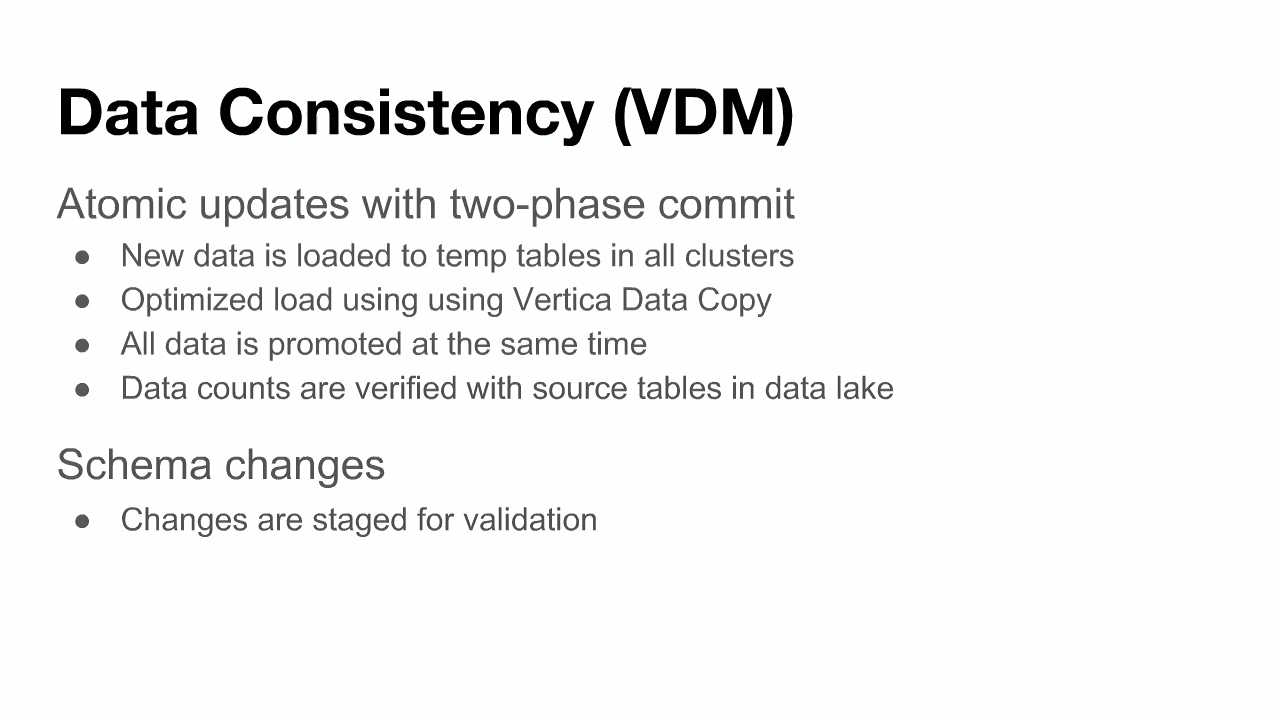 Data Consistency (VDM)
Atomic updates with two-phase commit
● New data is loaded to temp tables in all clusters
● Optimized load using using Vertica Data Copy
● All data is promoted at the same time
● Data counts are verified with source tables in data lake
Schema changes
● Changes are staged for validation